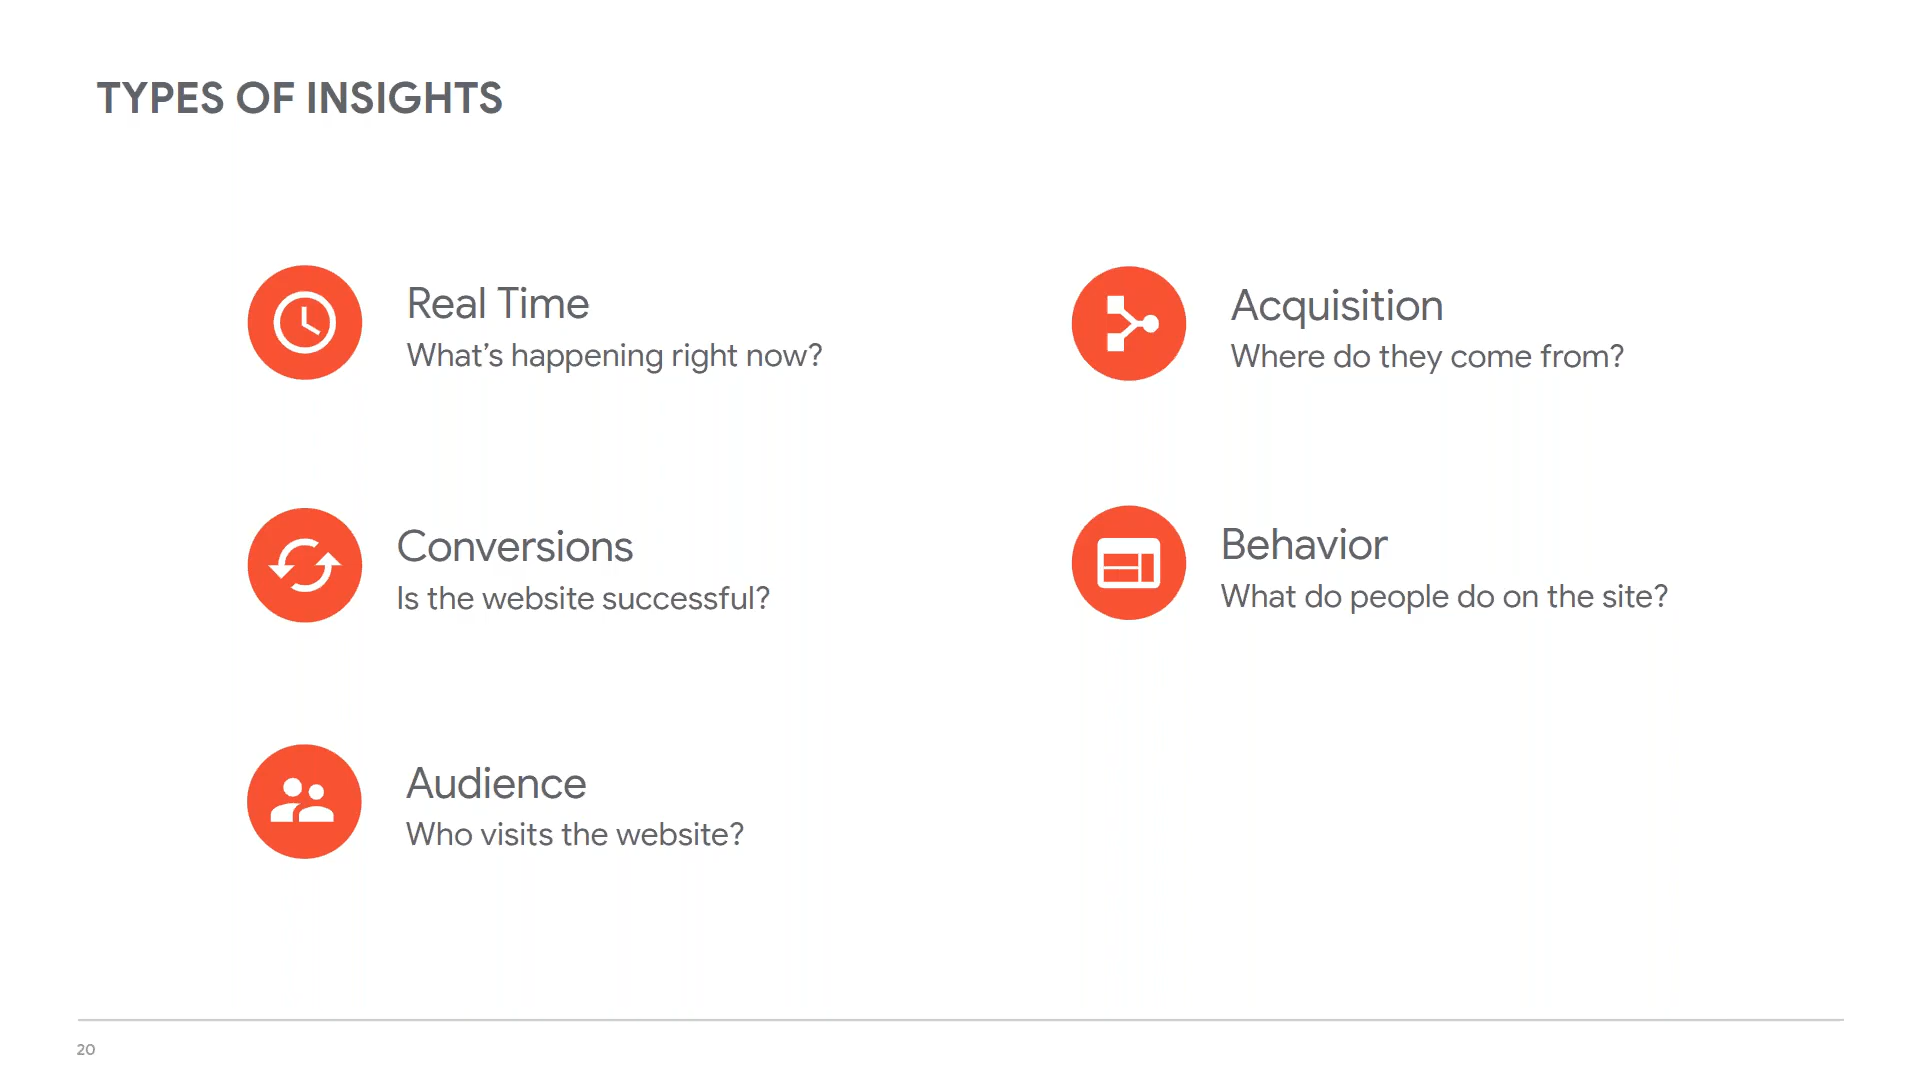 TYPES OF INSIGHTS
Real Time
What’s happening right now?
Acquisition
Where do they come from?
Conversions
Is the website successful?
Behavior
What do people do on the site?
Audience
Who visits the website?
20